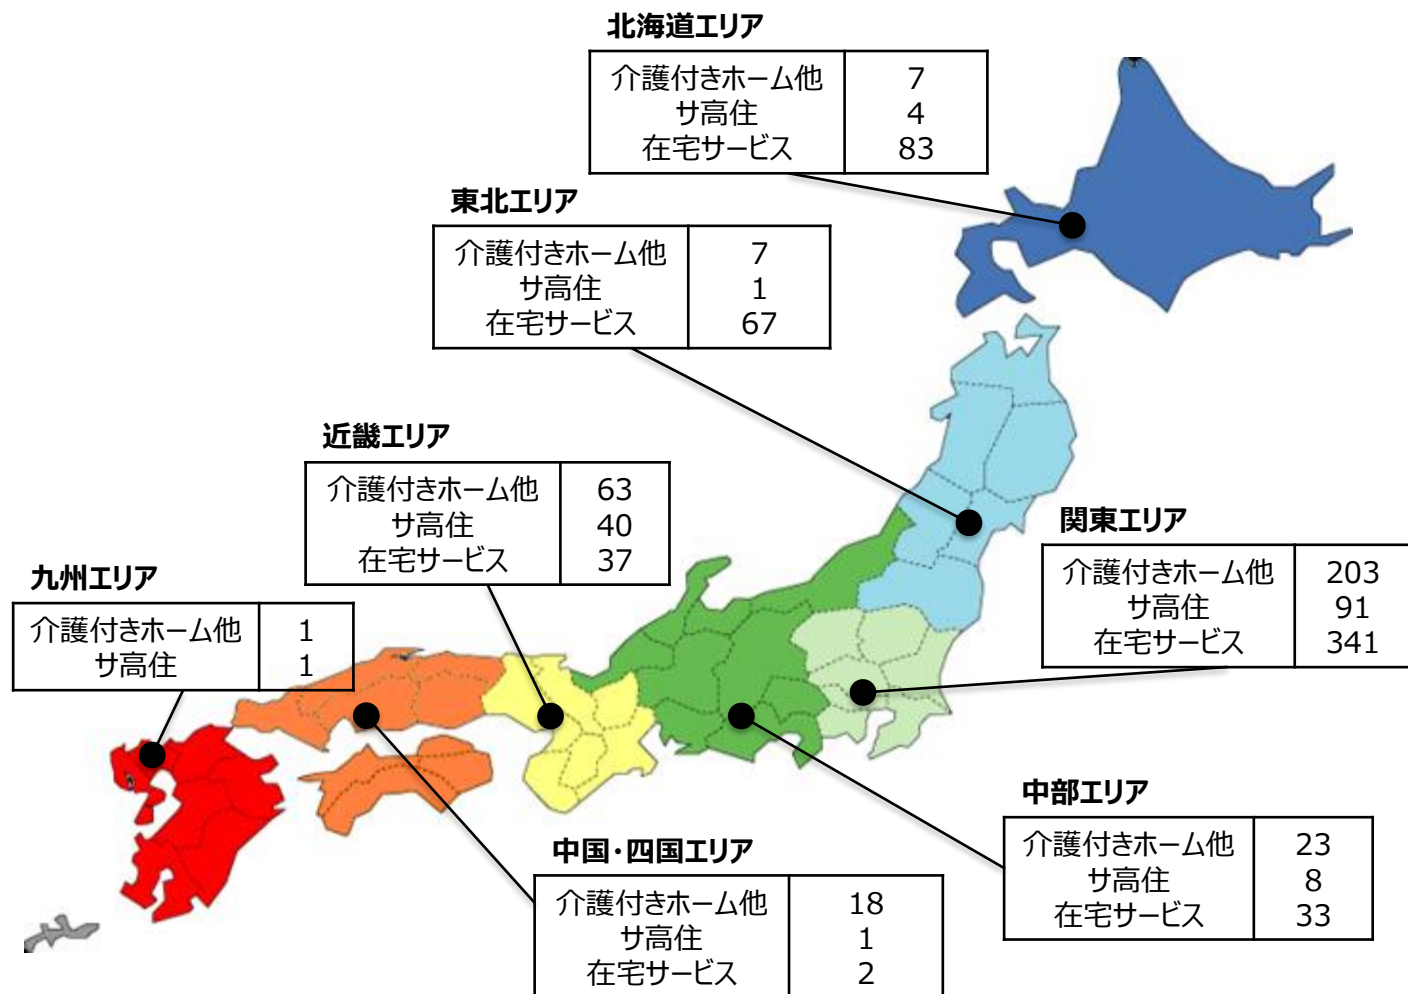 北海道エリア
介護付きホーム他 7
サ高住 4
在宅サービス 83
東北エリア
介護付きホーム他 7
サ高住 1
在宅サービス 67
近畿エリア
介護付きホーム他 63
サ高住 40
在宅サービス 37
関東エリア
介護付きホーム他 203
サ高住 91
在宅サービス 341
九州エリア
介護付きホーム他 1
サ高住 1
中部エリア
介護付きホーム他 23
サ高住 8
在宅サービス 33
中国・四国エリア
介護付きホーム他 18
サ高住 1
在宅サービス 2